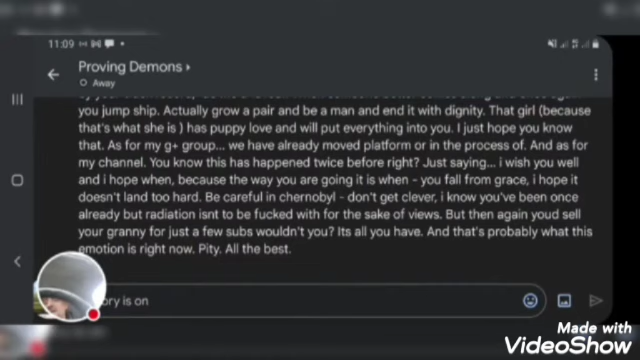 11:09
Proving Demons
Away
you jump ship. Actually grow a pair and be a man and end it with dignity. That girl (because
that's what she is ) has puppy love and will put everything into you. I just hope you know
that. As for my g+ group... we have already moved platform or in the process of. And as for
my channel. You know this has happened twice before right? Just saying... i wish you well
and i hope when, because the way you are going it is when - you fall from grace, i hope it
doesn't land too hard. Be careful in chernobyl - don't get clever, i know you've been once
already but radiation isnt to be fucked with for the sake of views. But then again youd sell
your granny for just a few subs wouldn't you? Its all you have. And that's probably what this
emotion is right now. Pity. All the best.
ory is on
Made with
VideoShow